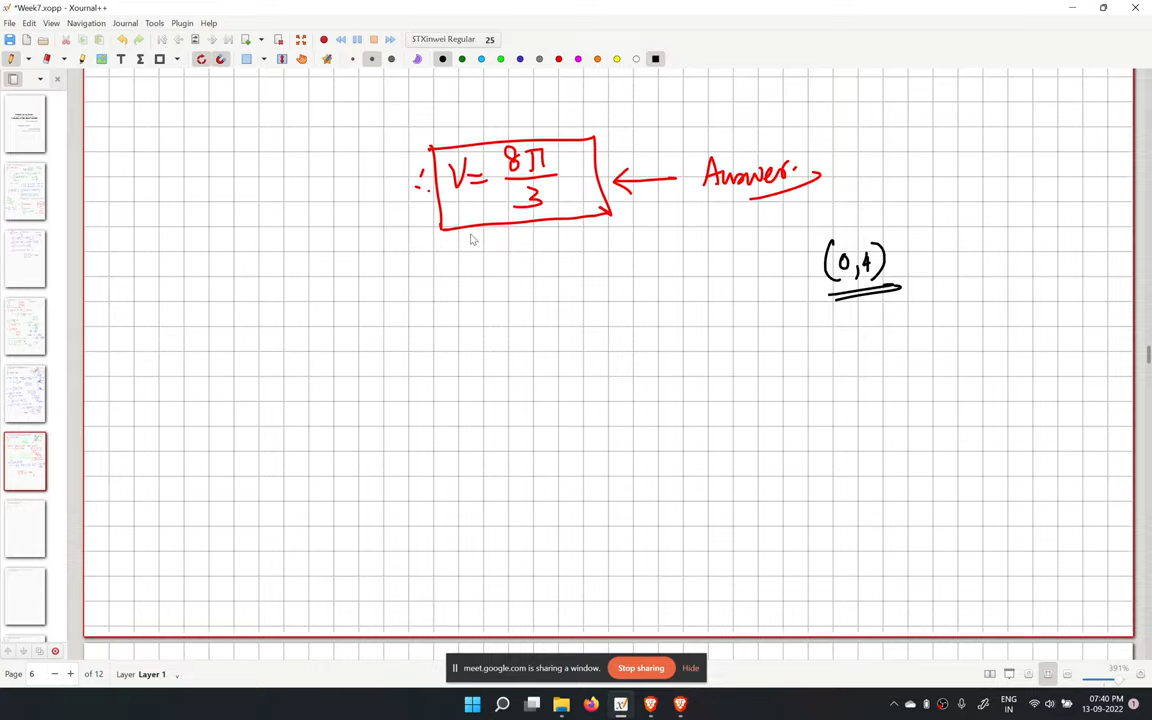 *Week7.xopp - Xournal++
File Edit View Navigation Journal Tools Plugin Help
STXinwei Regular 25
∴ V = 8π/3 ← Answer.
(0,4)
Page 6 of 12 Layer Layer 1
391%
meet.google.com is sharing a window. Stop sharing Hide
ENG
IN
07:40 PM
13-09-2022